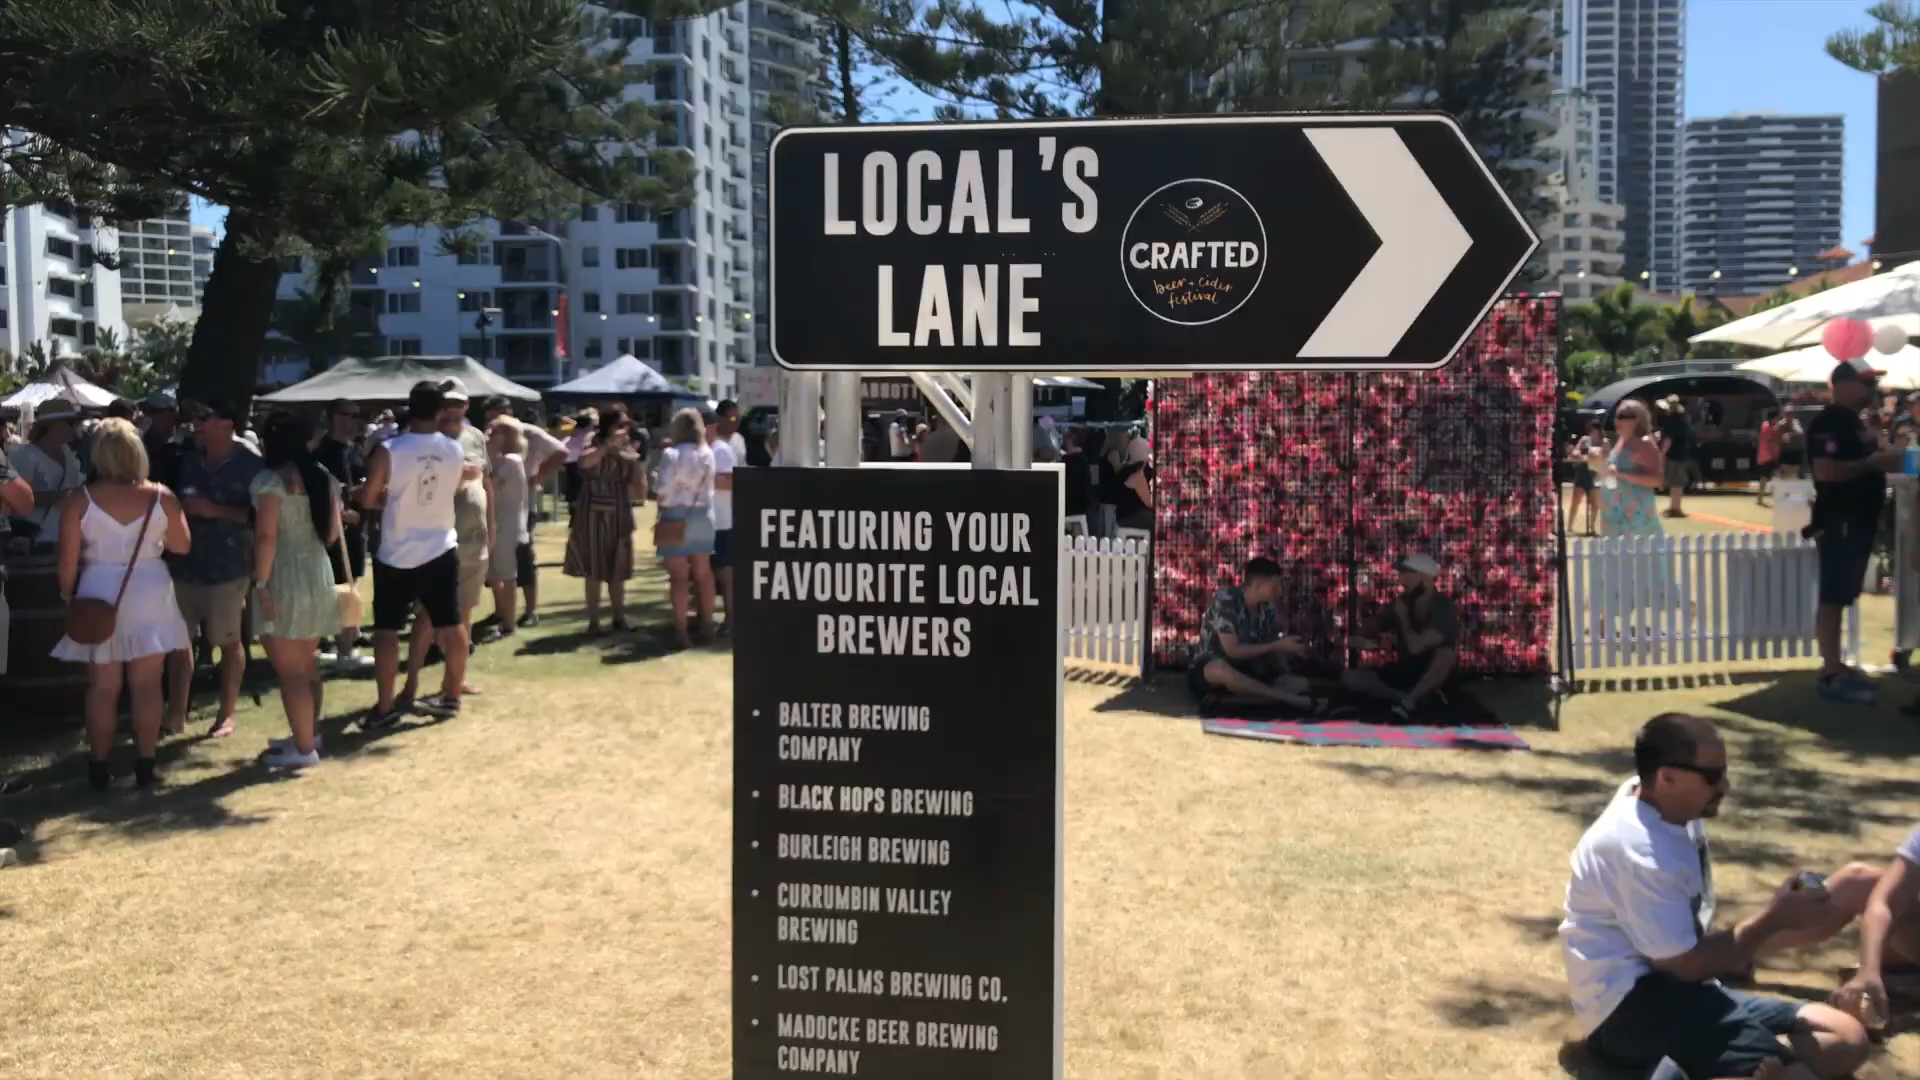 LOCAL'S
LANE
CRAFTED
beer + cider
festival
ABBOTT
FEATURING YOUR
FAVOURITE LOCAL
BREWERS
• BALTER BREWING
COMPANY
• BLACK HOPS BREWING
• BURLEIGH BREWING
• CURRUMBIN VALLEY
BREWING
• LOST PALMS BREWING CO.
• MADOCKE BEER BREWING
COMPANY